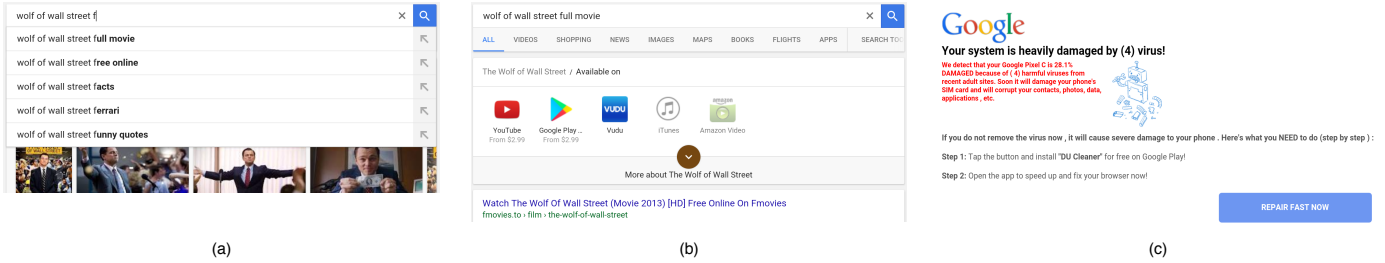 wolf of wall street f
wolf of wall street full movie
wolf of wall street free online
wolf of wall street facts
wolf of wall street ferrari
wolf of wall street funny quotes
(a)
wolf of wall street full movie
ALL VIDEOS SHOPPING NEWS IMAGES MAPS BOOKS FLIGHTS APPS SEARCH TOO
The Wolf of Wall Street / Available on
VUDU amazon
YouTube Google Play ... Vudu iTunes Amazon Video
From $2.99 From $2.99
More about The Wolf of Wall Street
Watch The Wolf Of Wall Street (Movie 2013) [HD] Free Online On Fmovies
fmovies.to › film › the-wolf-of-wall-street
(b)
Google
Your system is heavily damaged by (4) virus!
We detect that your Google Pixel C is 28.1%
DAMAGED because of ( 4) harmful viruses from
recent adult sites. Soon it will damage your phone's
SIM card and will corrupt your contacts, photos, data,
applications , etc.
If you do not remove the virus now , it will cause severe damage to your phone . Here's what you NEED to do (step by step ) :
Step 1: Tap the button and install "DU Cleaner" for free on Google Play!
Step 2: Open the app to speed up and fix your browser now!
REPAIR FAST NOW
(c)